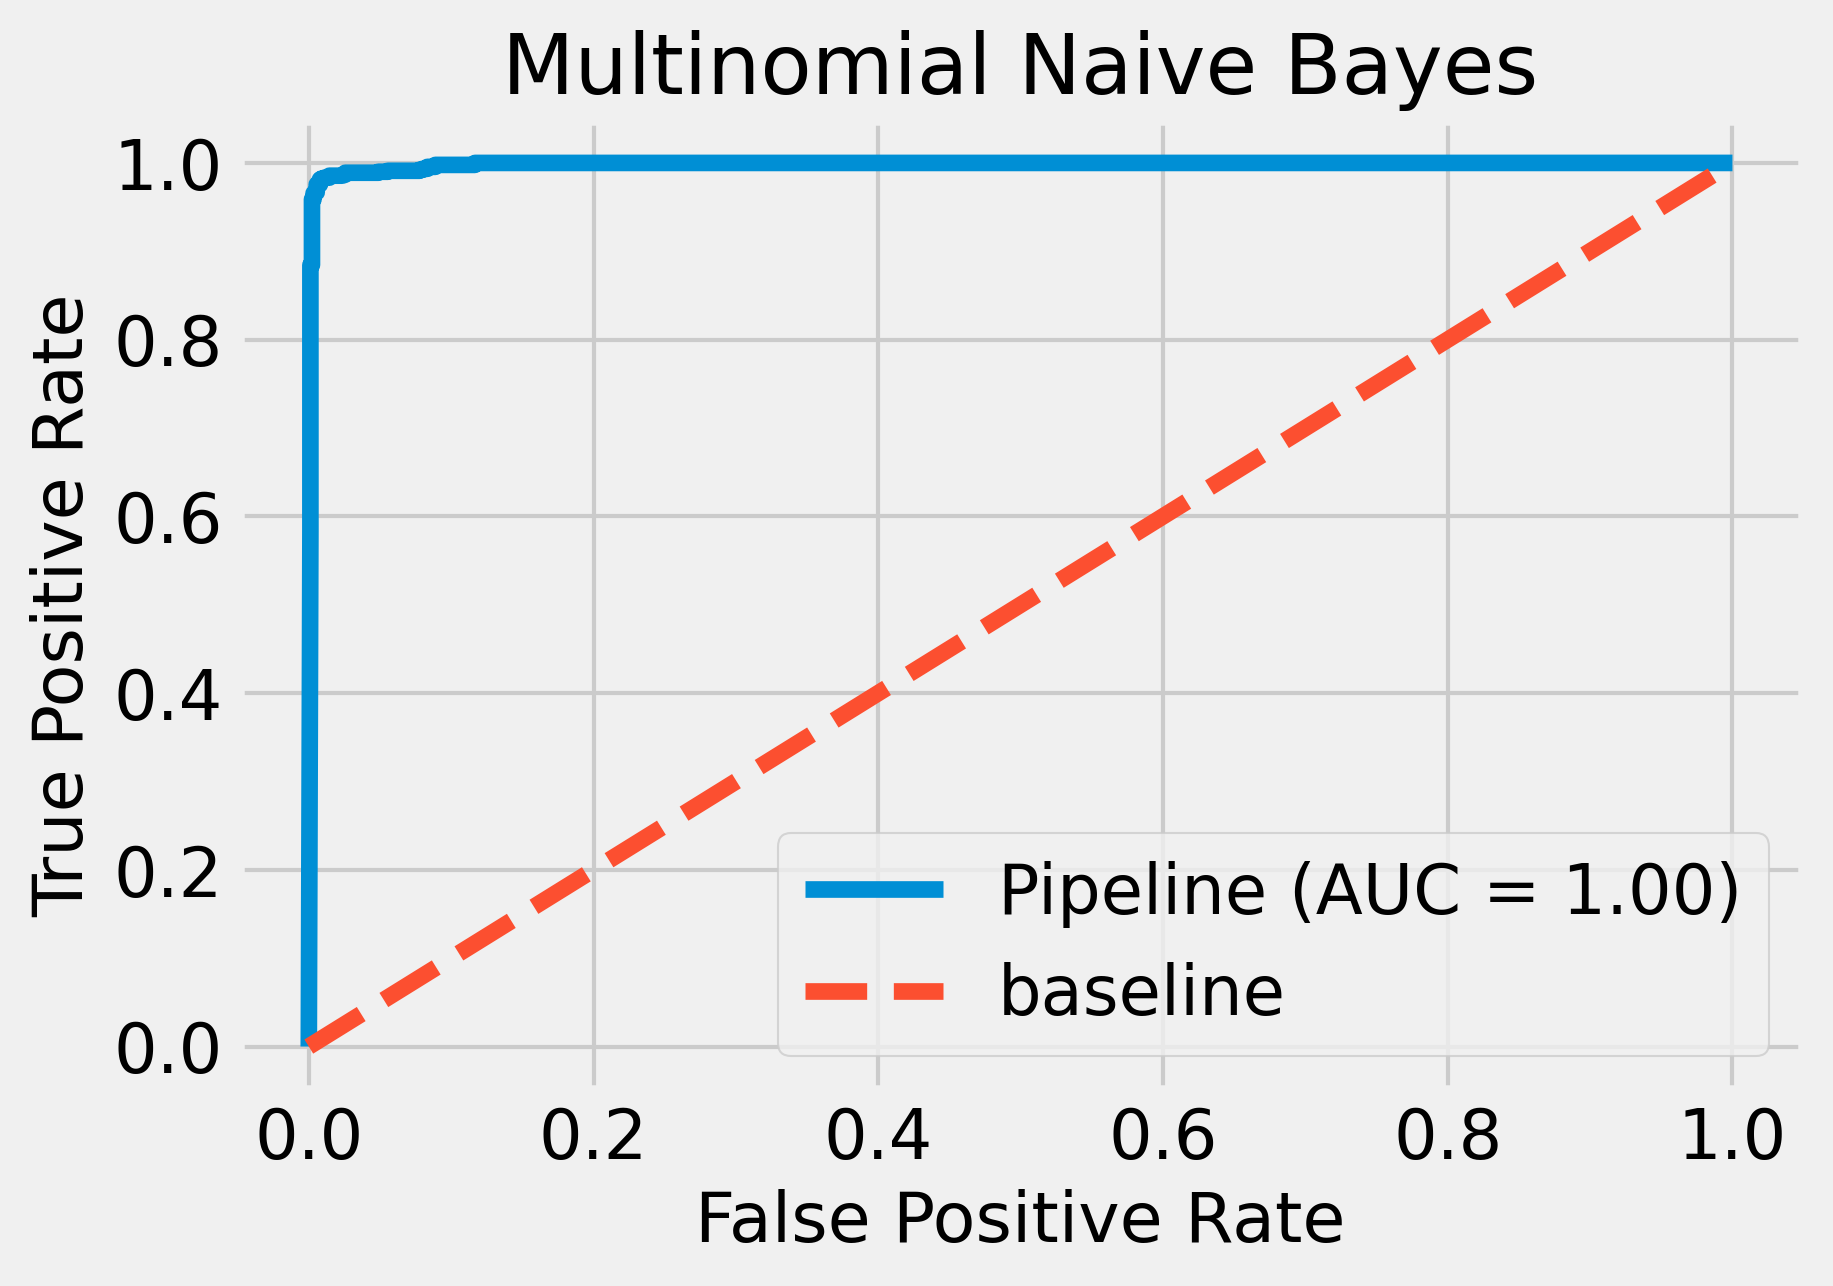 Multinomial Naive Bayes
True Positive Rate
1.0
0.8
0.6
0.4
0.2
0.0
Pipeline (AUC = 1.00)
baseline
0.0 0.2 0.4 0.6 0.8 1.0
False Positive Rate